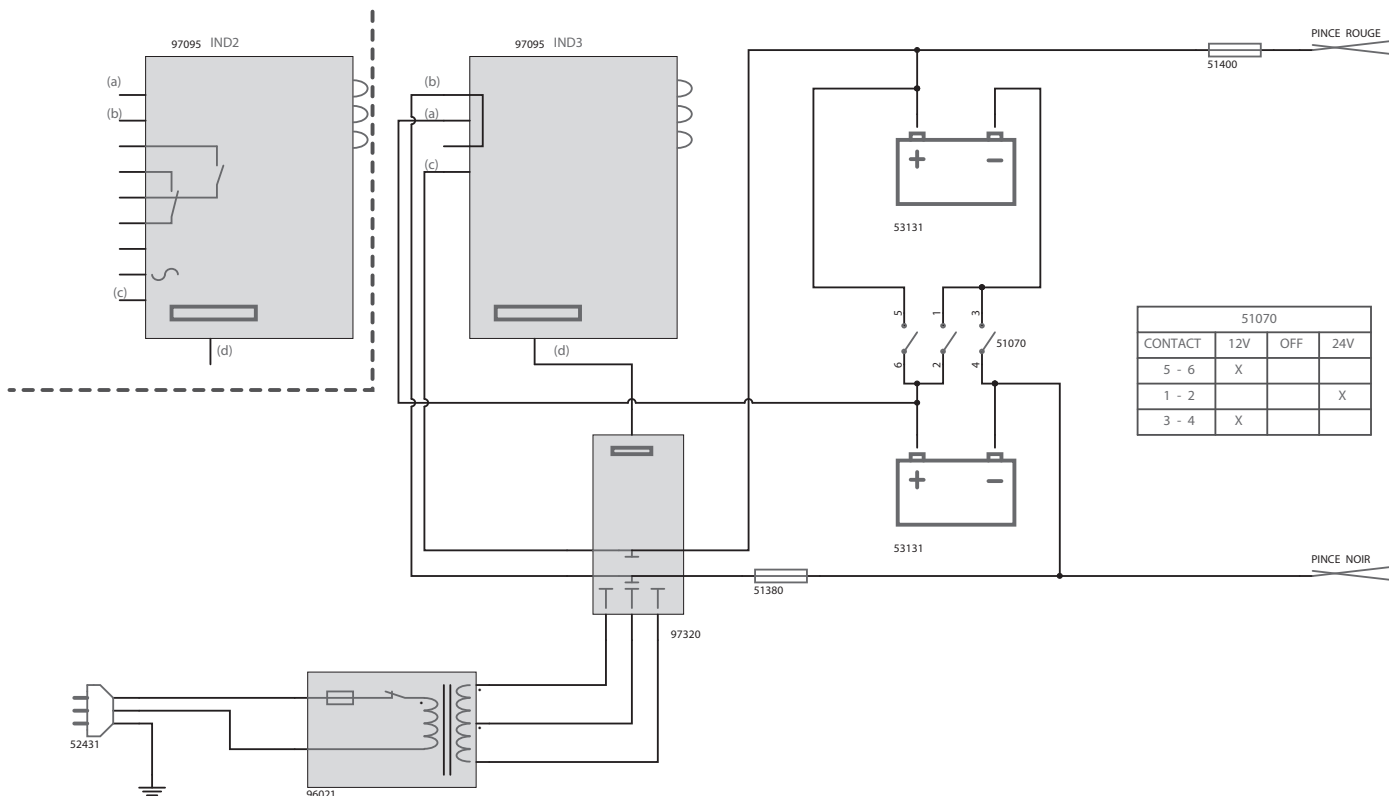 97095 IND2
(a)
(b)
(c)
(d)
97095 IND3
(b)
(a)
(c)
(d)
PINCE ROUGE
51400
53131
5
1
3
51070
6
2
4
53131
51070
CONTACT 12V OFF 24V
5 - 6 X
1 - 2 X
3 - 4 X
PINCE NOIR
51380
97320
52431
96021